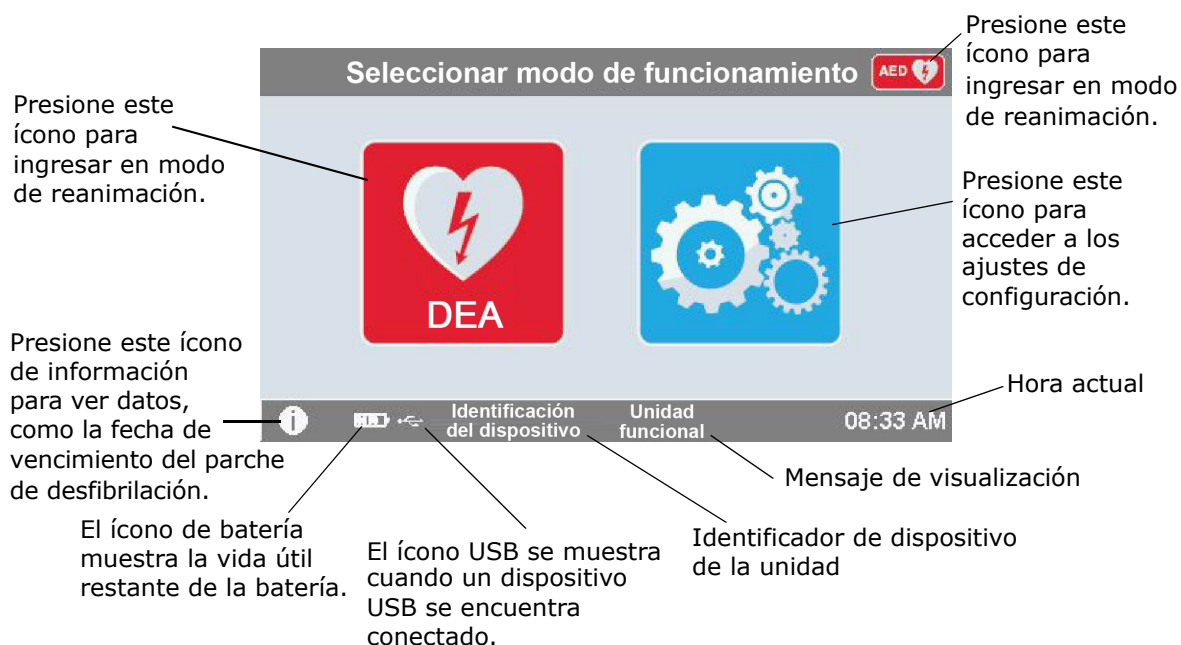 Presione este
ícono para
ingresar en modo
de reanimación.
Seleccionar modo de funcionamiento
AED
Presione este
ícono para
ingresar en modo
de reanimación.
DEA
Presione este
ícono para
acceder a los
ajustes de
configuración.
Presione este ícono
de información
para ver datos,
como la fecha de
vencimiento del parche
de desfibrilación.
i
Identificación
del dispositivo
Unidad
funcional
08:33 AM
Hora actual
Mensaje de visualización
Identificador de dispositivo
de la unidad
El ícono de batería
muestra la vida útil
restante de la batería.
El ícono USB se muestra
cuando un dispositivo
USB se encuentra
conectado.